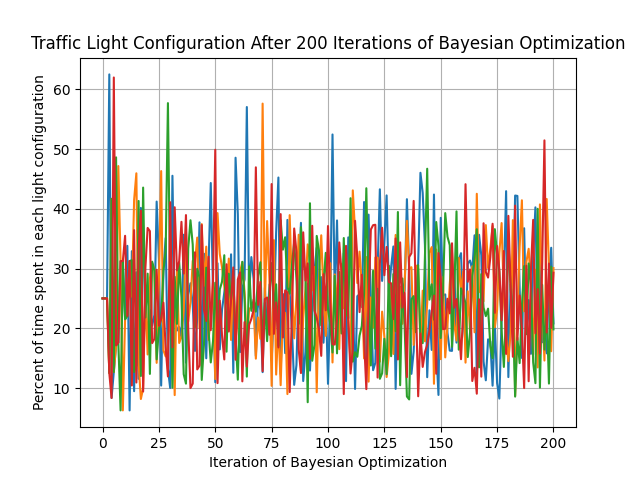 Traffic Light Configuration After 200 Iterations of Bayesian Optimization
Percent of time spent in each light configuration
60
50
40
30
20
10
0 25 50 75 100 125 150 175 200
Iteration of Bayesian Optimization